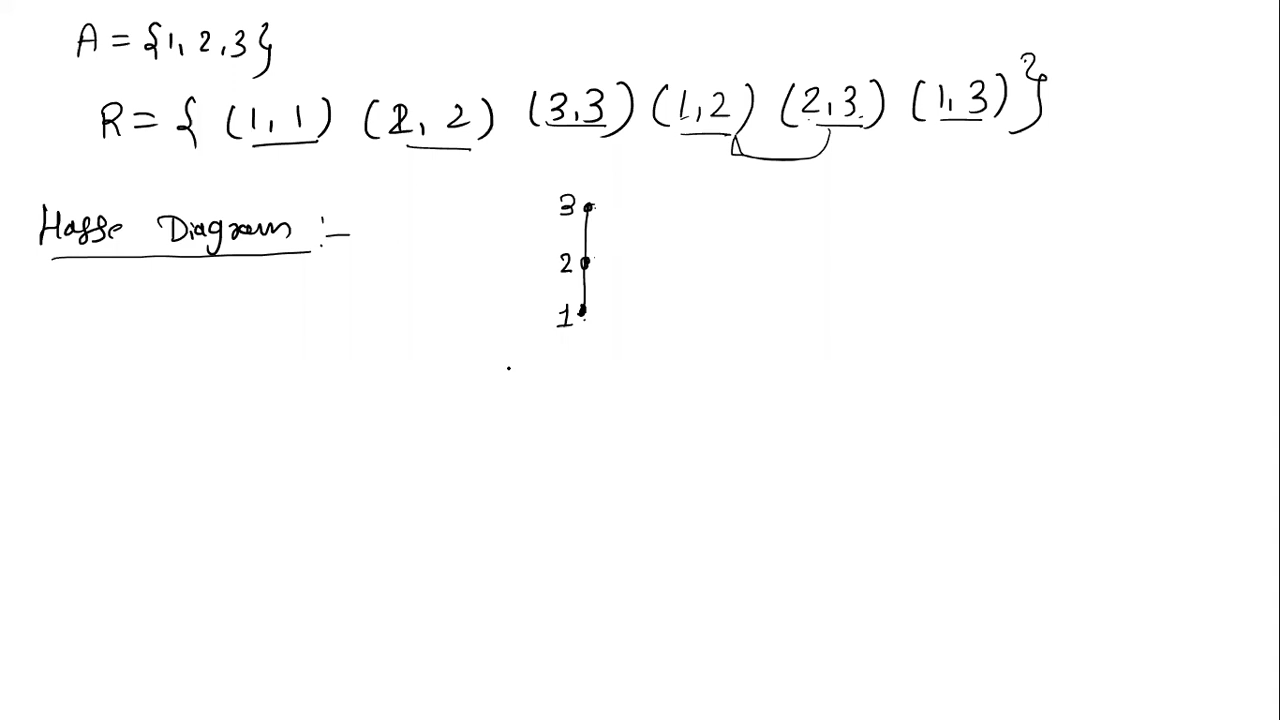 A = {1, 2, 3}
R = { (1, 1) (2, 2) (3,3) (1,2) (2,3) (1,3) }
Hasse Diagram :-
3
2
1